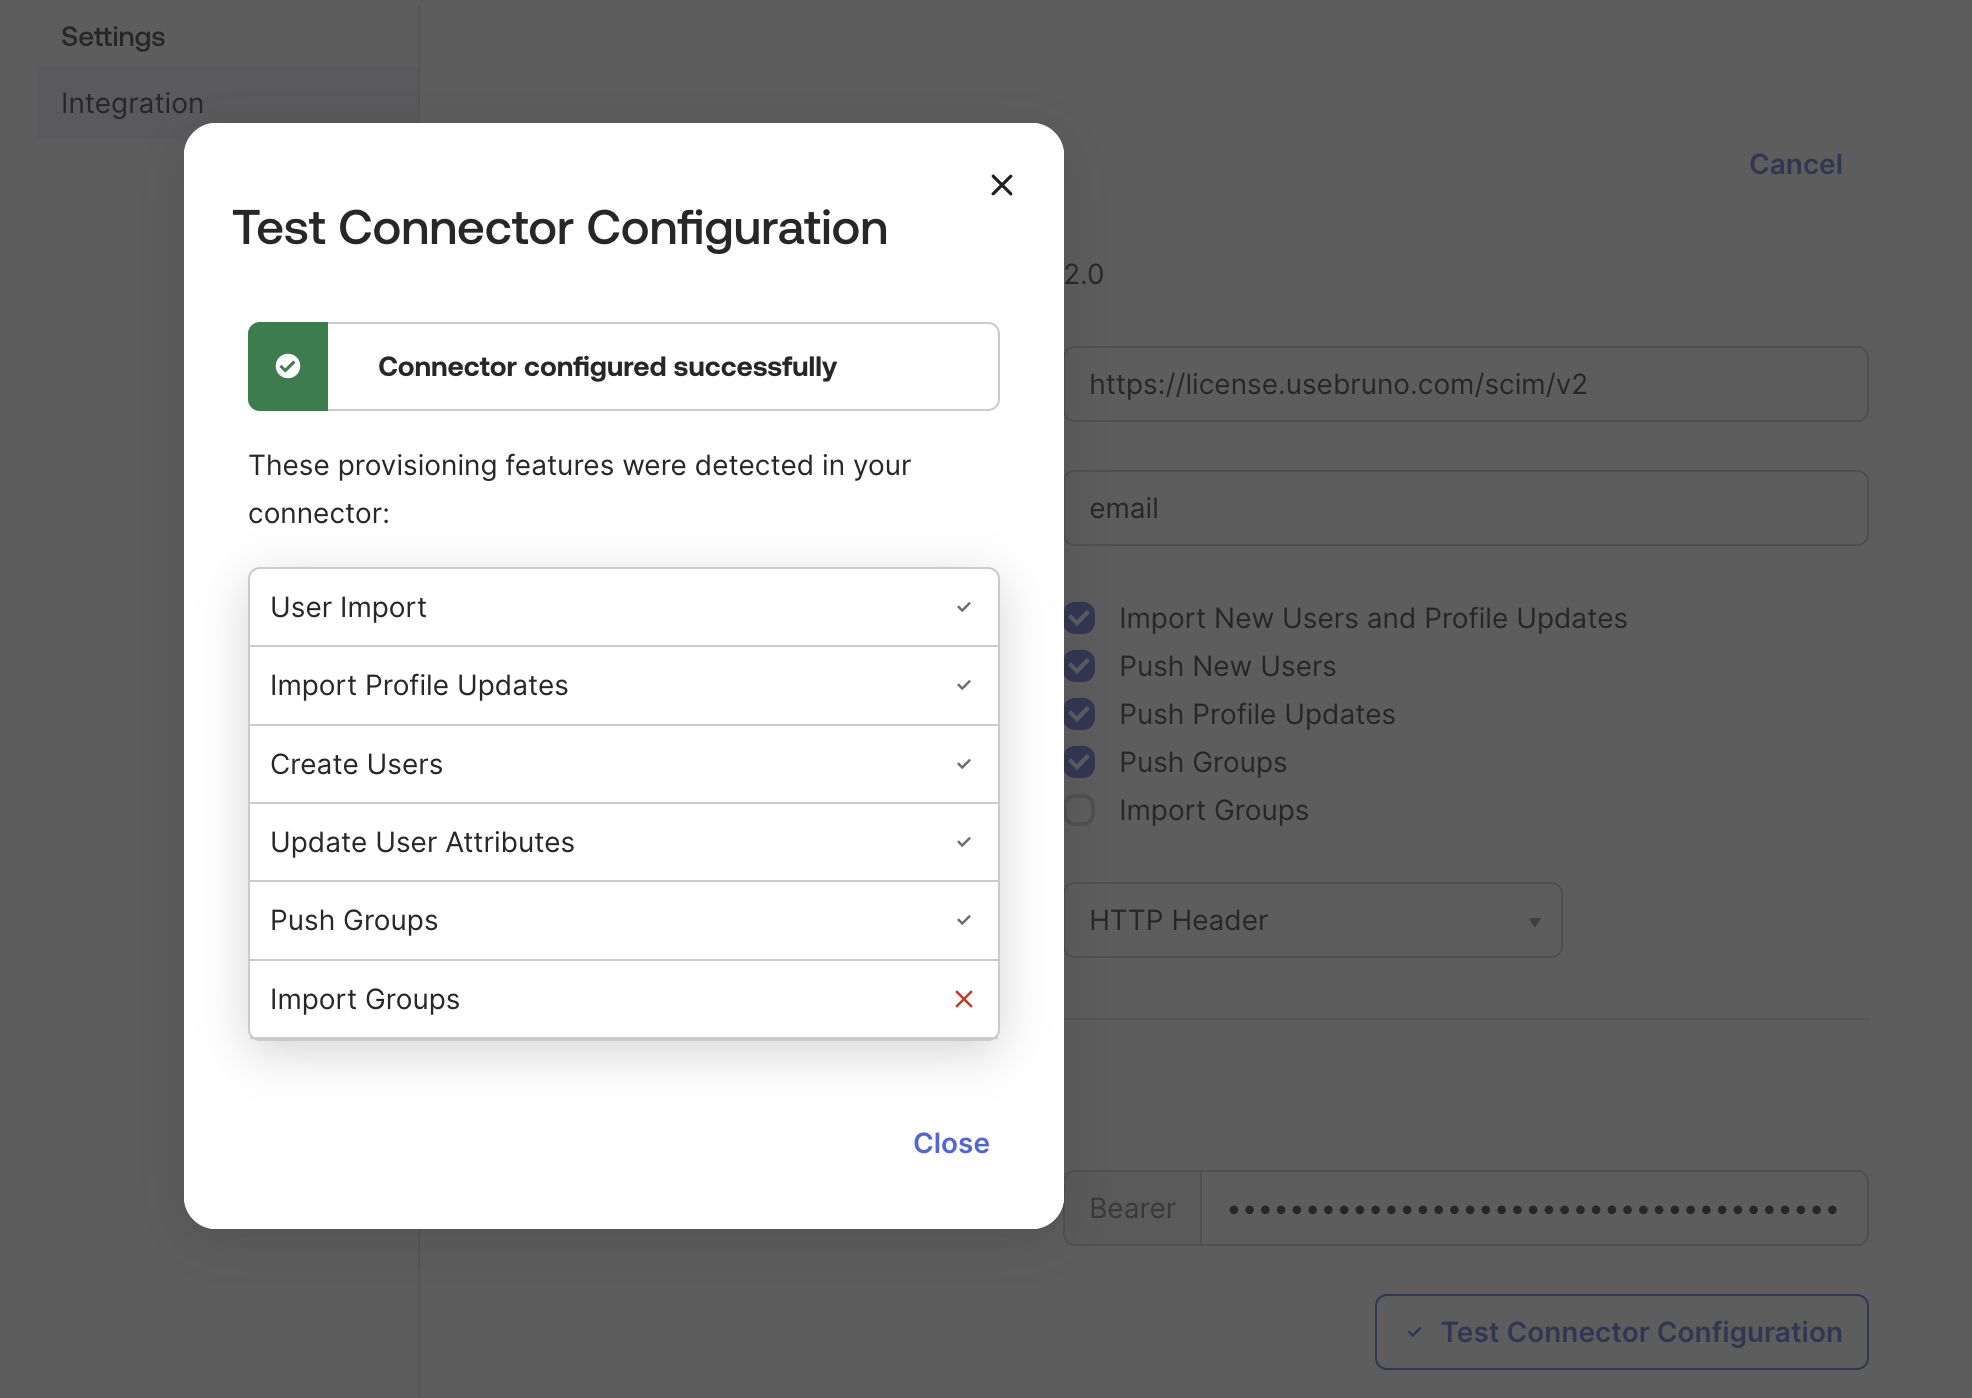 Settings
Integration
Cancel
Test Connector Configuration
2.0
Connector configured successfully
https://license.usebruno.com/scim/v2
These provisioning features were detected in your
connector:
email
User Import
Import Profile Updates
Create Users
Update User Attributes
Push Groups
Import Groups
Close
Import New Users and Profile Updates
Push New Users
Push Profile Updates
Push Groups
Import Groups
HTTP Header
Bearer
Test Connector Configuration